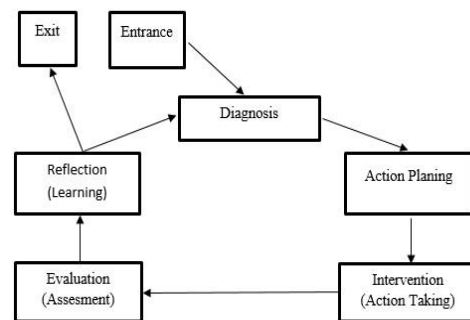 Exit
Entrance
Diagnosis
Reflection
(Learning)
Action Planing
Evaluation
(Assesment)
Intervention
(Action Taking)